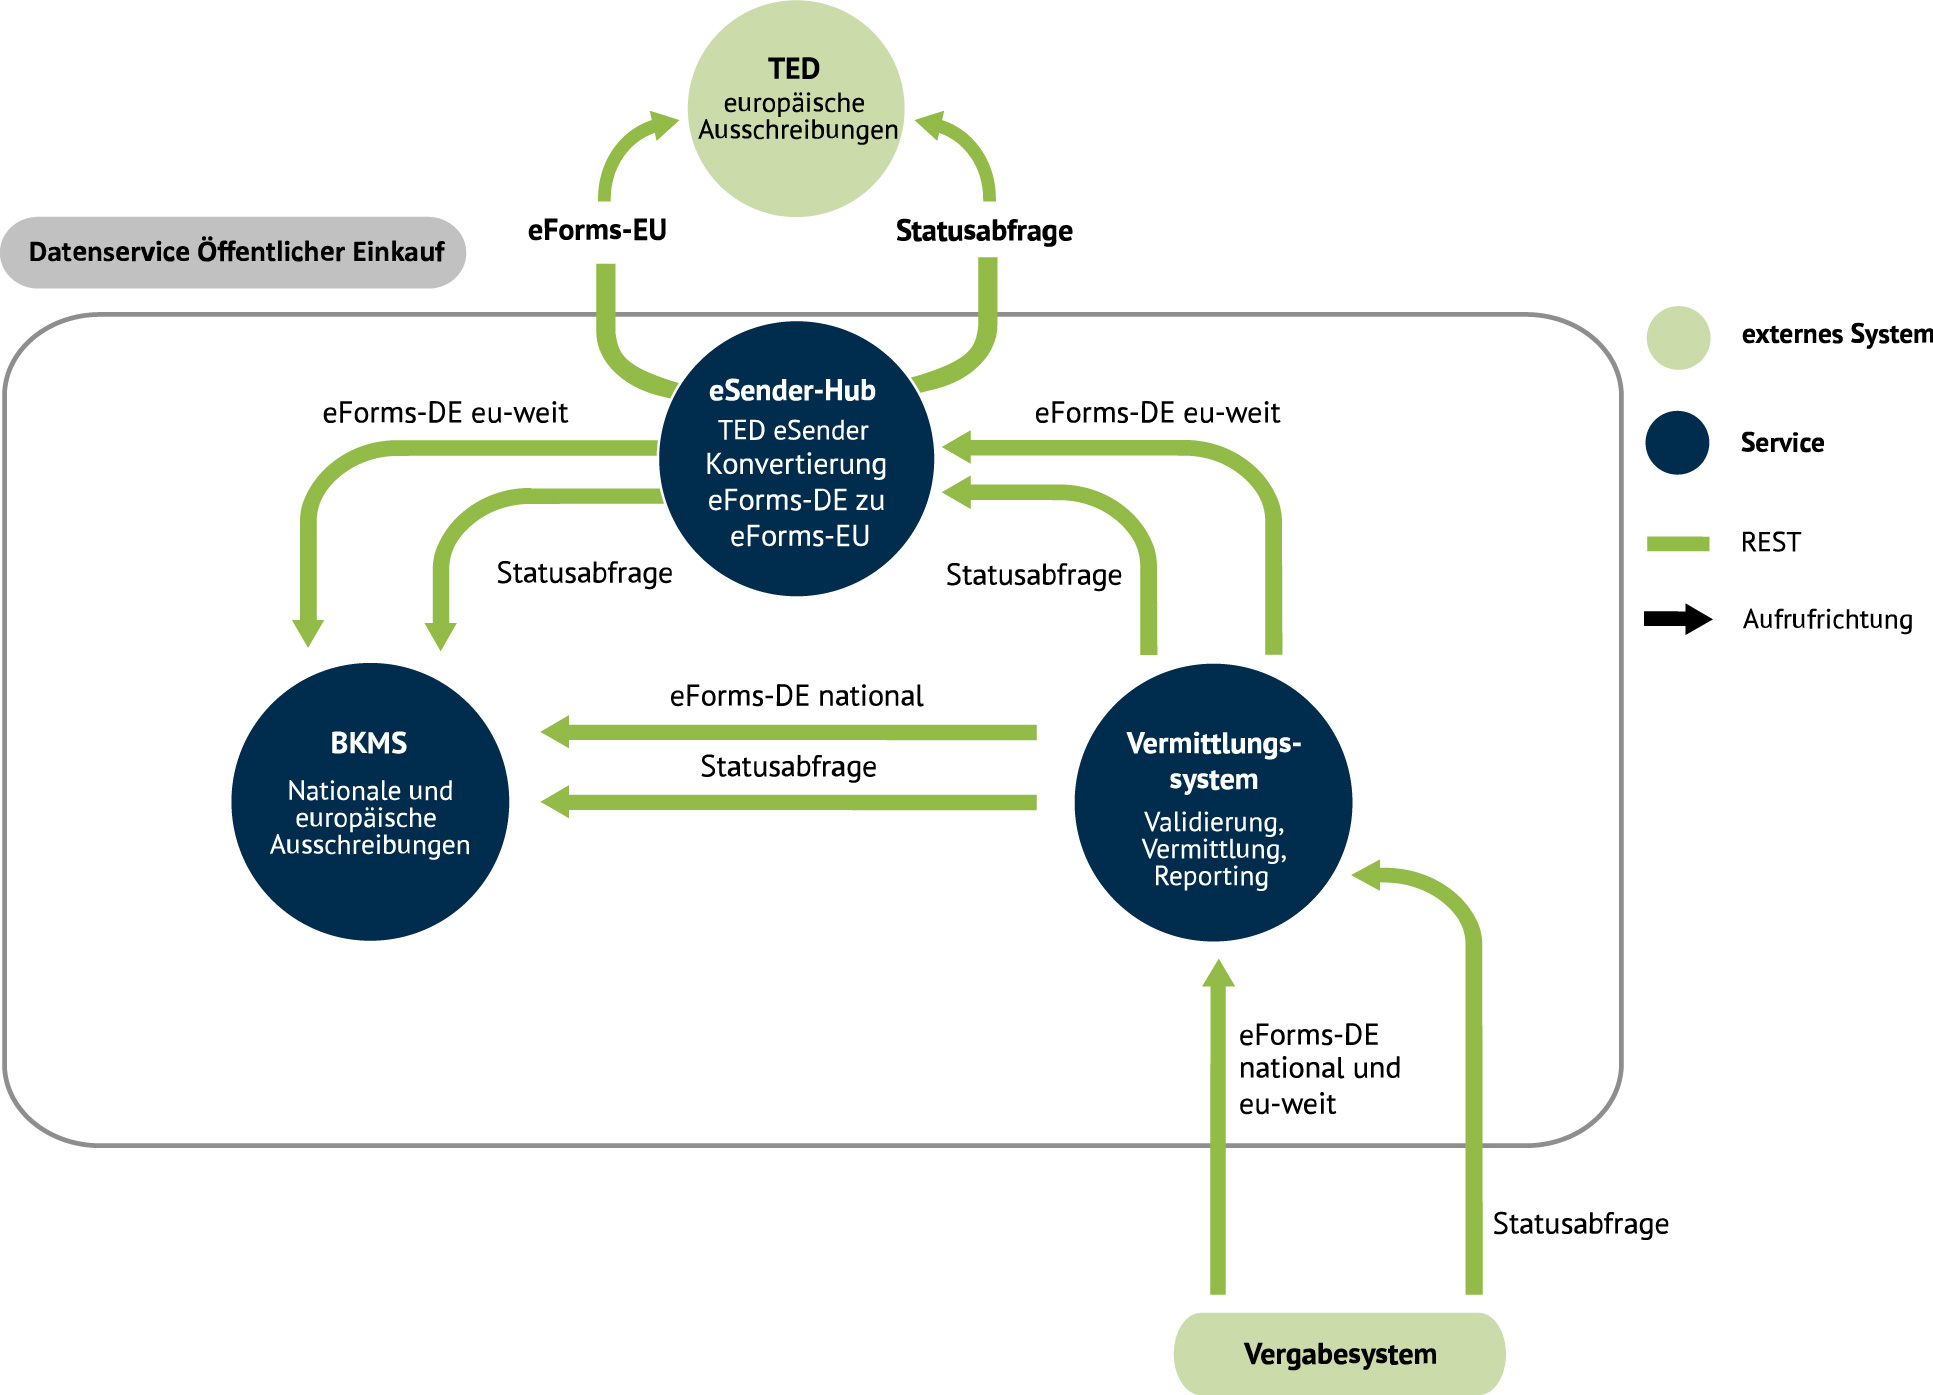 TED
europäische
Ausschreibungen
eForms-EU
Statusabfrage
Datenservice Öffentlicher Einkauf
externes System
Service
REST
Aufrufrichtung
eSender-Hub
TED eSender
Konvertierung
eForms-DE zu
eForms-EU
eForms-DE eu-weit
eForms-DE eu-weit
Statusabfrage
Statusabfrage
eForms-DE national
Statusabfrage
BKMS
Nationale und
europäische
Ausschreibungen
Vermittlungs-
system
Validierung,
Vermittlung,
Reporting
eForms-DE
national und
eu-weit
Statusabfrage
Vergabesystem